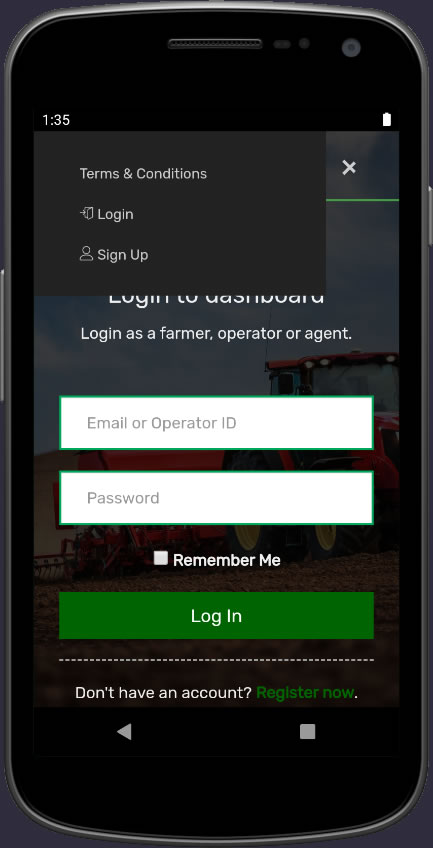 1:35
Terms & Conditions
Login
Sign Up
Login to dashboard
Login as a farmer, operator or agent.
Email or Operator ID
Password
Remember Me
Log In
Don't have an account? Register now.